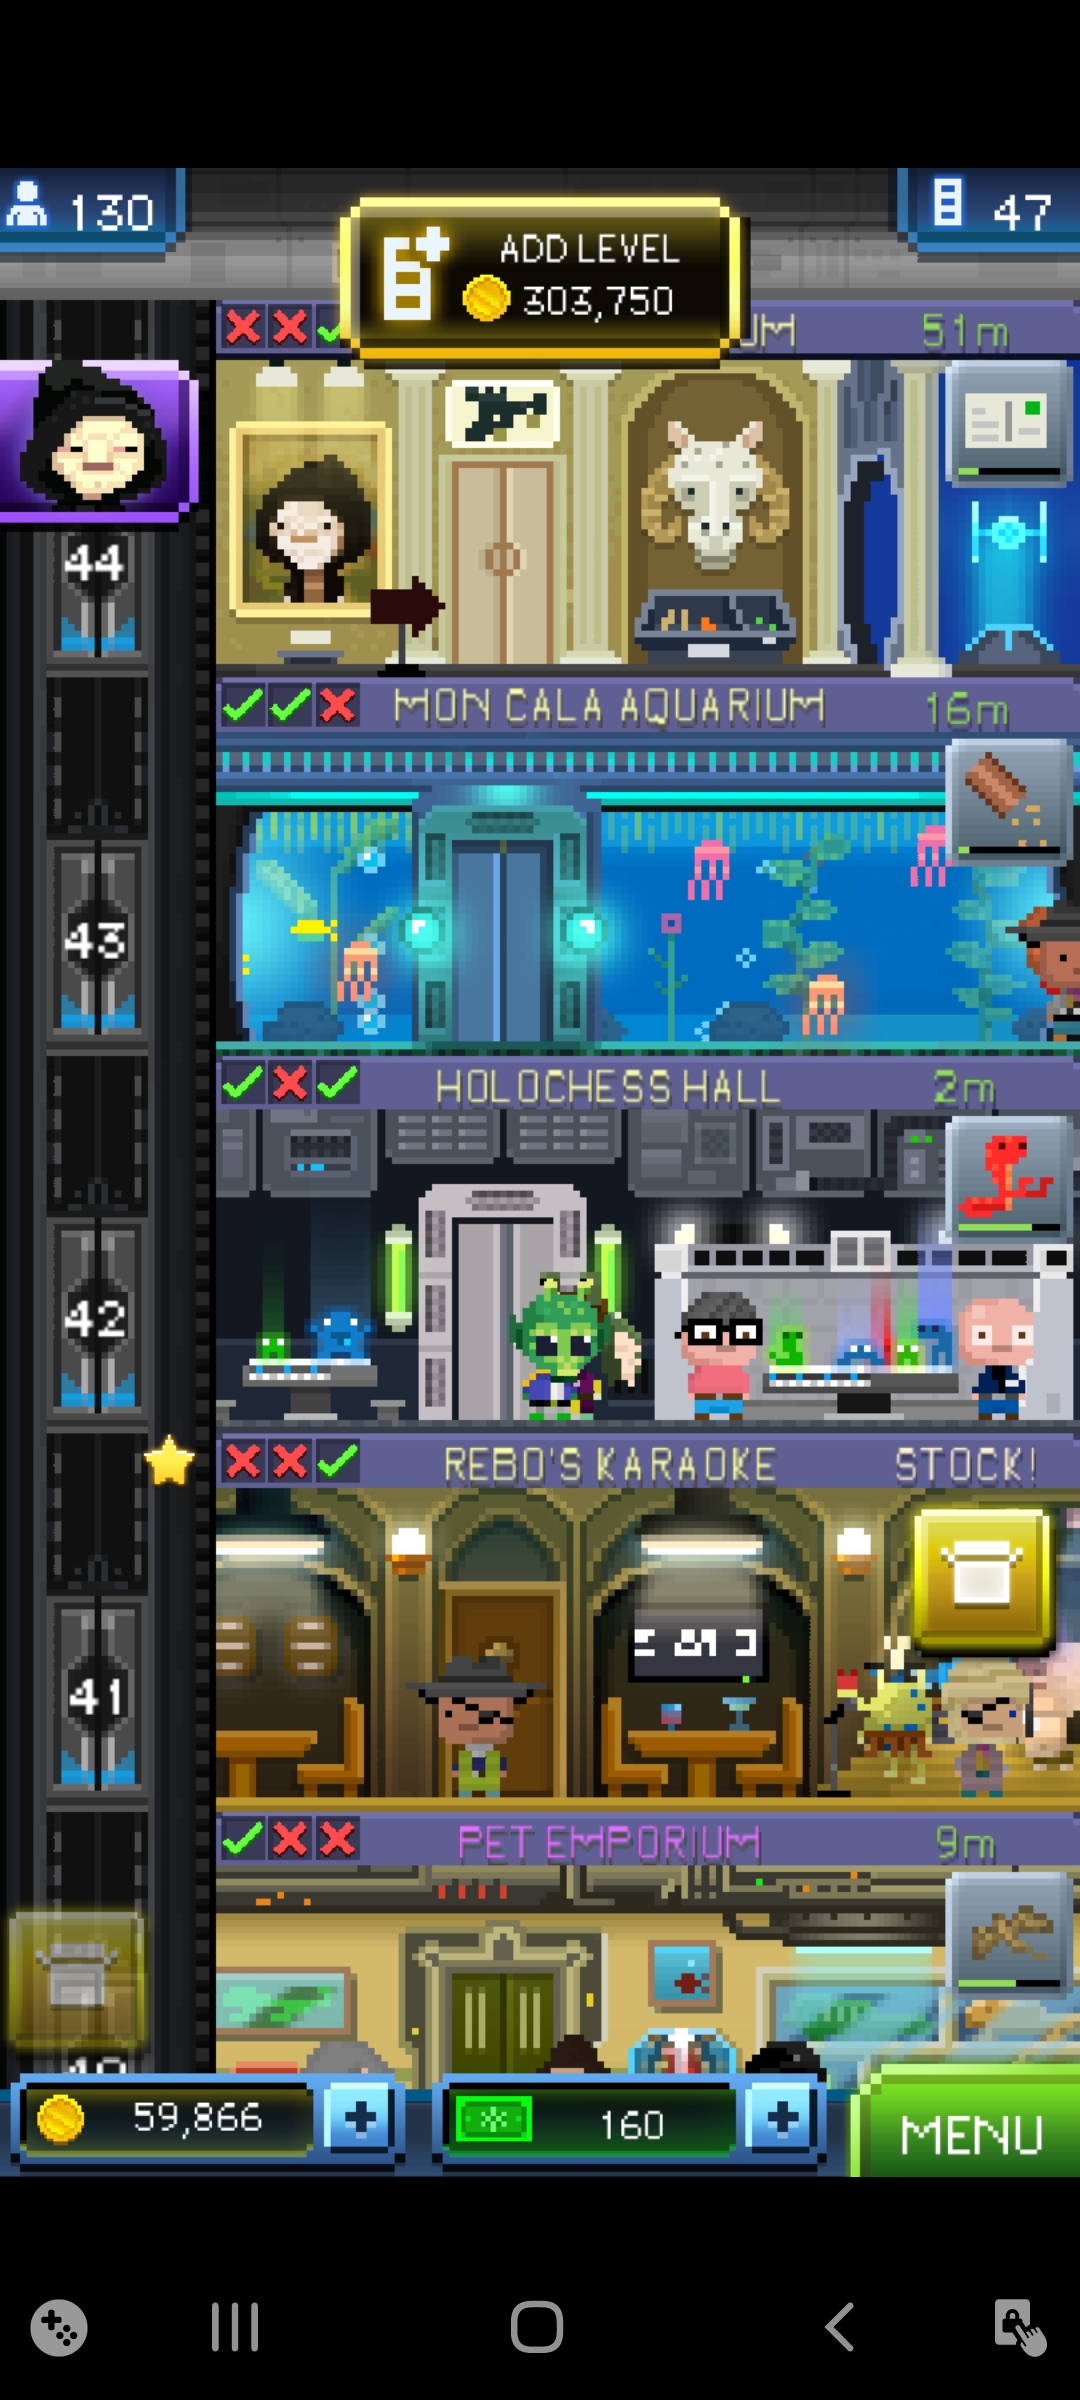 130
47
ADD LEVEL
303,750
UM 51m
44
MON CALA AQUARIUM 16m
43
HOLOCHESS HALL 2m
42
REBO'S KARAOKE STOCK!
41
PET EMPORIUM 9m
59,866
160
MENU